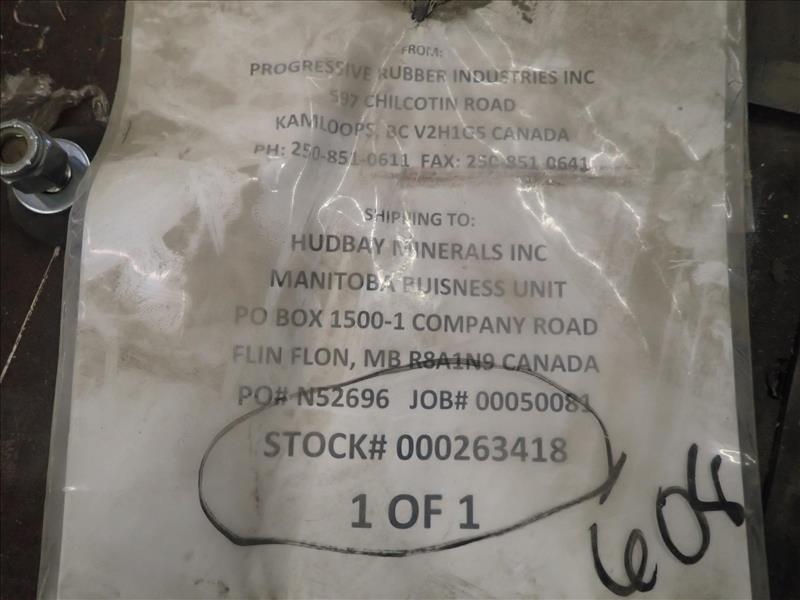 FROM:
PROGRESSIVE RUBBER INDUSTRIES INC
597 CHILCOTIN ROAD
KAMLOOPS, BC V2H1G5 CANADA
PH: 250-851-0611 FAX: 250-851-0641
SHIPPING TO:
HUDBAY MINERALS INC
MANITOBA BUISNESS UNIT
PO BOX 1500-1 COMPANY ROAD
FLIN FLON, MB R8A1N9 CANADA
PO# N52696 JOB# 00050081
STOCK# 000263418
1 OF 1
608